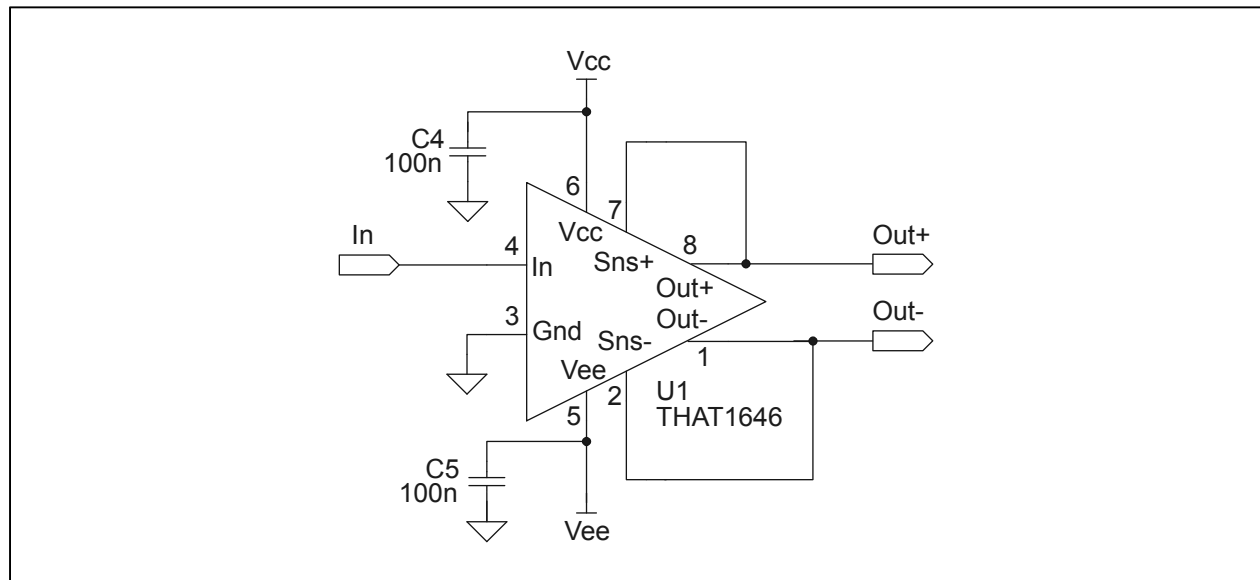 Vcc
C4
100n
6
7
Vcc
In
4
In
Sns+
8
Out+
Out+
3
Gnd
Out-
Out-
Sns-
1
Vee
2
U1
THAT1646
5
C5
100n
Vee